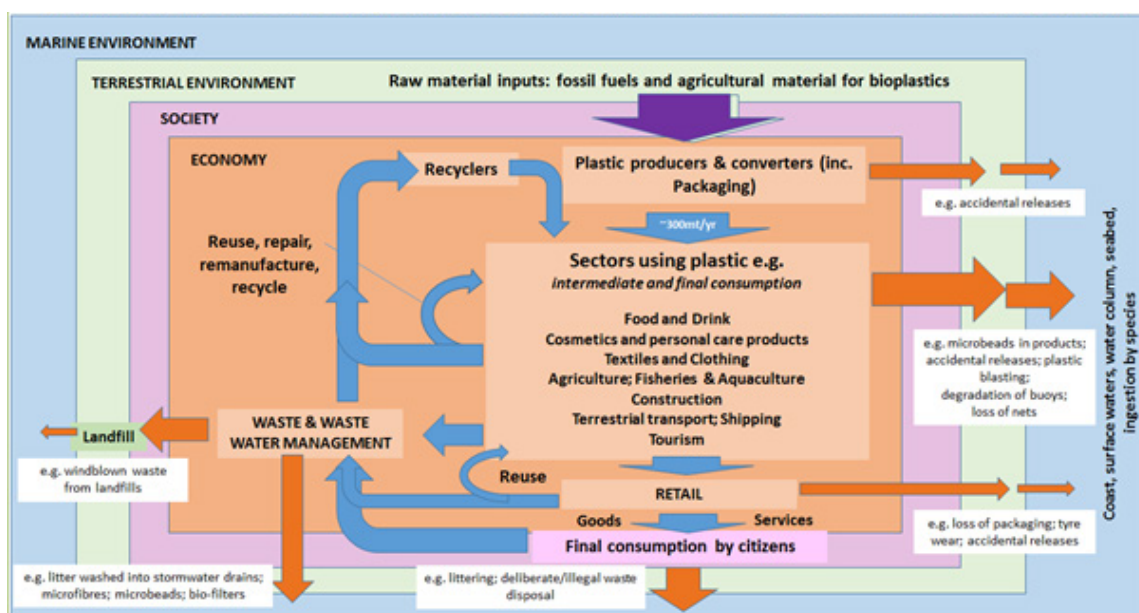 MARINE ENVIRONMENT
TERRESTRIAL ENVIRONMENT
Raw material inputs: fossil fuels and agricultural material for bioplastics
SOCIETY
ECONOMY
Recyclers
Plastic producers & converters (inc.
Packaging)
e.g. accidental releases
~300mt/yr
Reuse, repair,
remanufacture,
recycle
Sectors using plastic e.g.
intermediate and final consumption
Food and Drink
Cosmetics and personal care products
Textiles and Clothing
Agriculture; Fisheries & Aquaculture
Construction
Terrestrial transport; Shipping
Tourism
e.g. microbeads in products;
accidental releases; plastic
blasting;
degradation of buoys;
loss of nets
Coast, surface waters, water column, seabed,
ingestion by species
Landfill
WASTE & WASTE
WATER MANAGEMENT
e.g. windblown waste
from landfills
Reuse
RETAIL
Goods
Services
e.g. loss of packaging; tyre
wear; accidental releases
Final consumption by citizens
e.g. litter washed into stormwater drains;
microfibres; microbeads; bio-filters
e.g. littering; deliberate/illegal waste
disposal